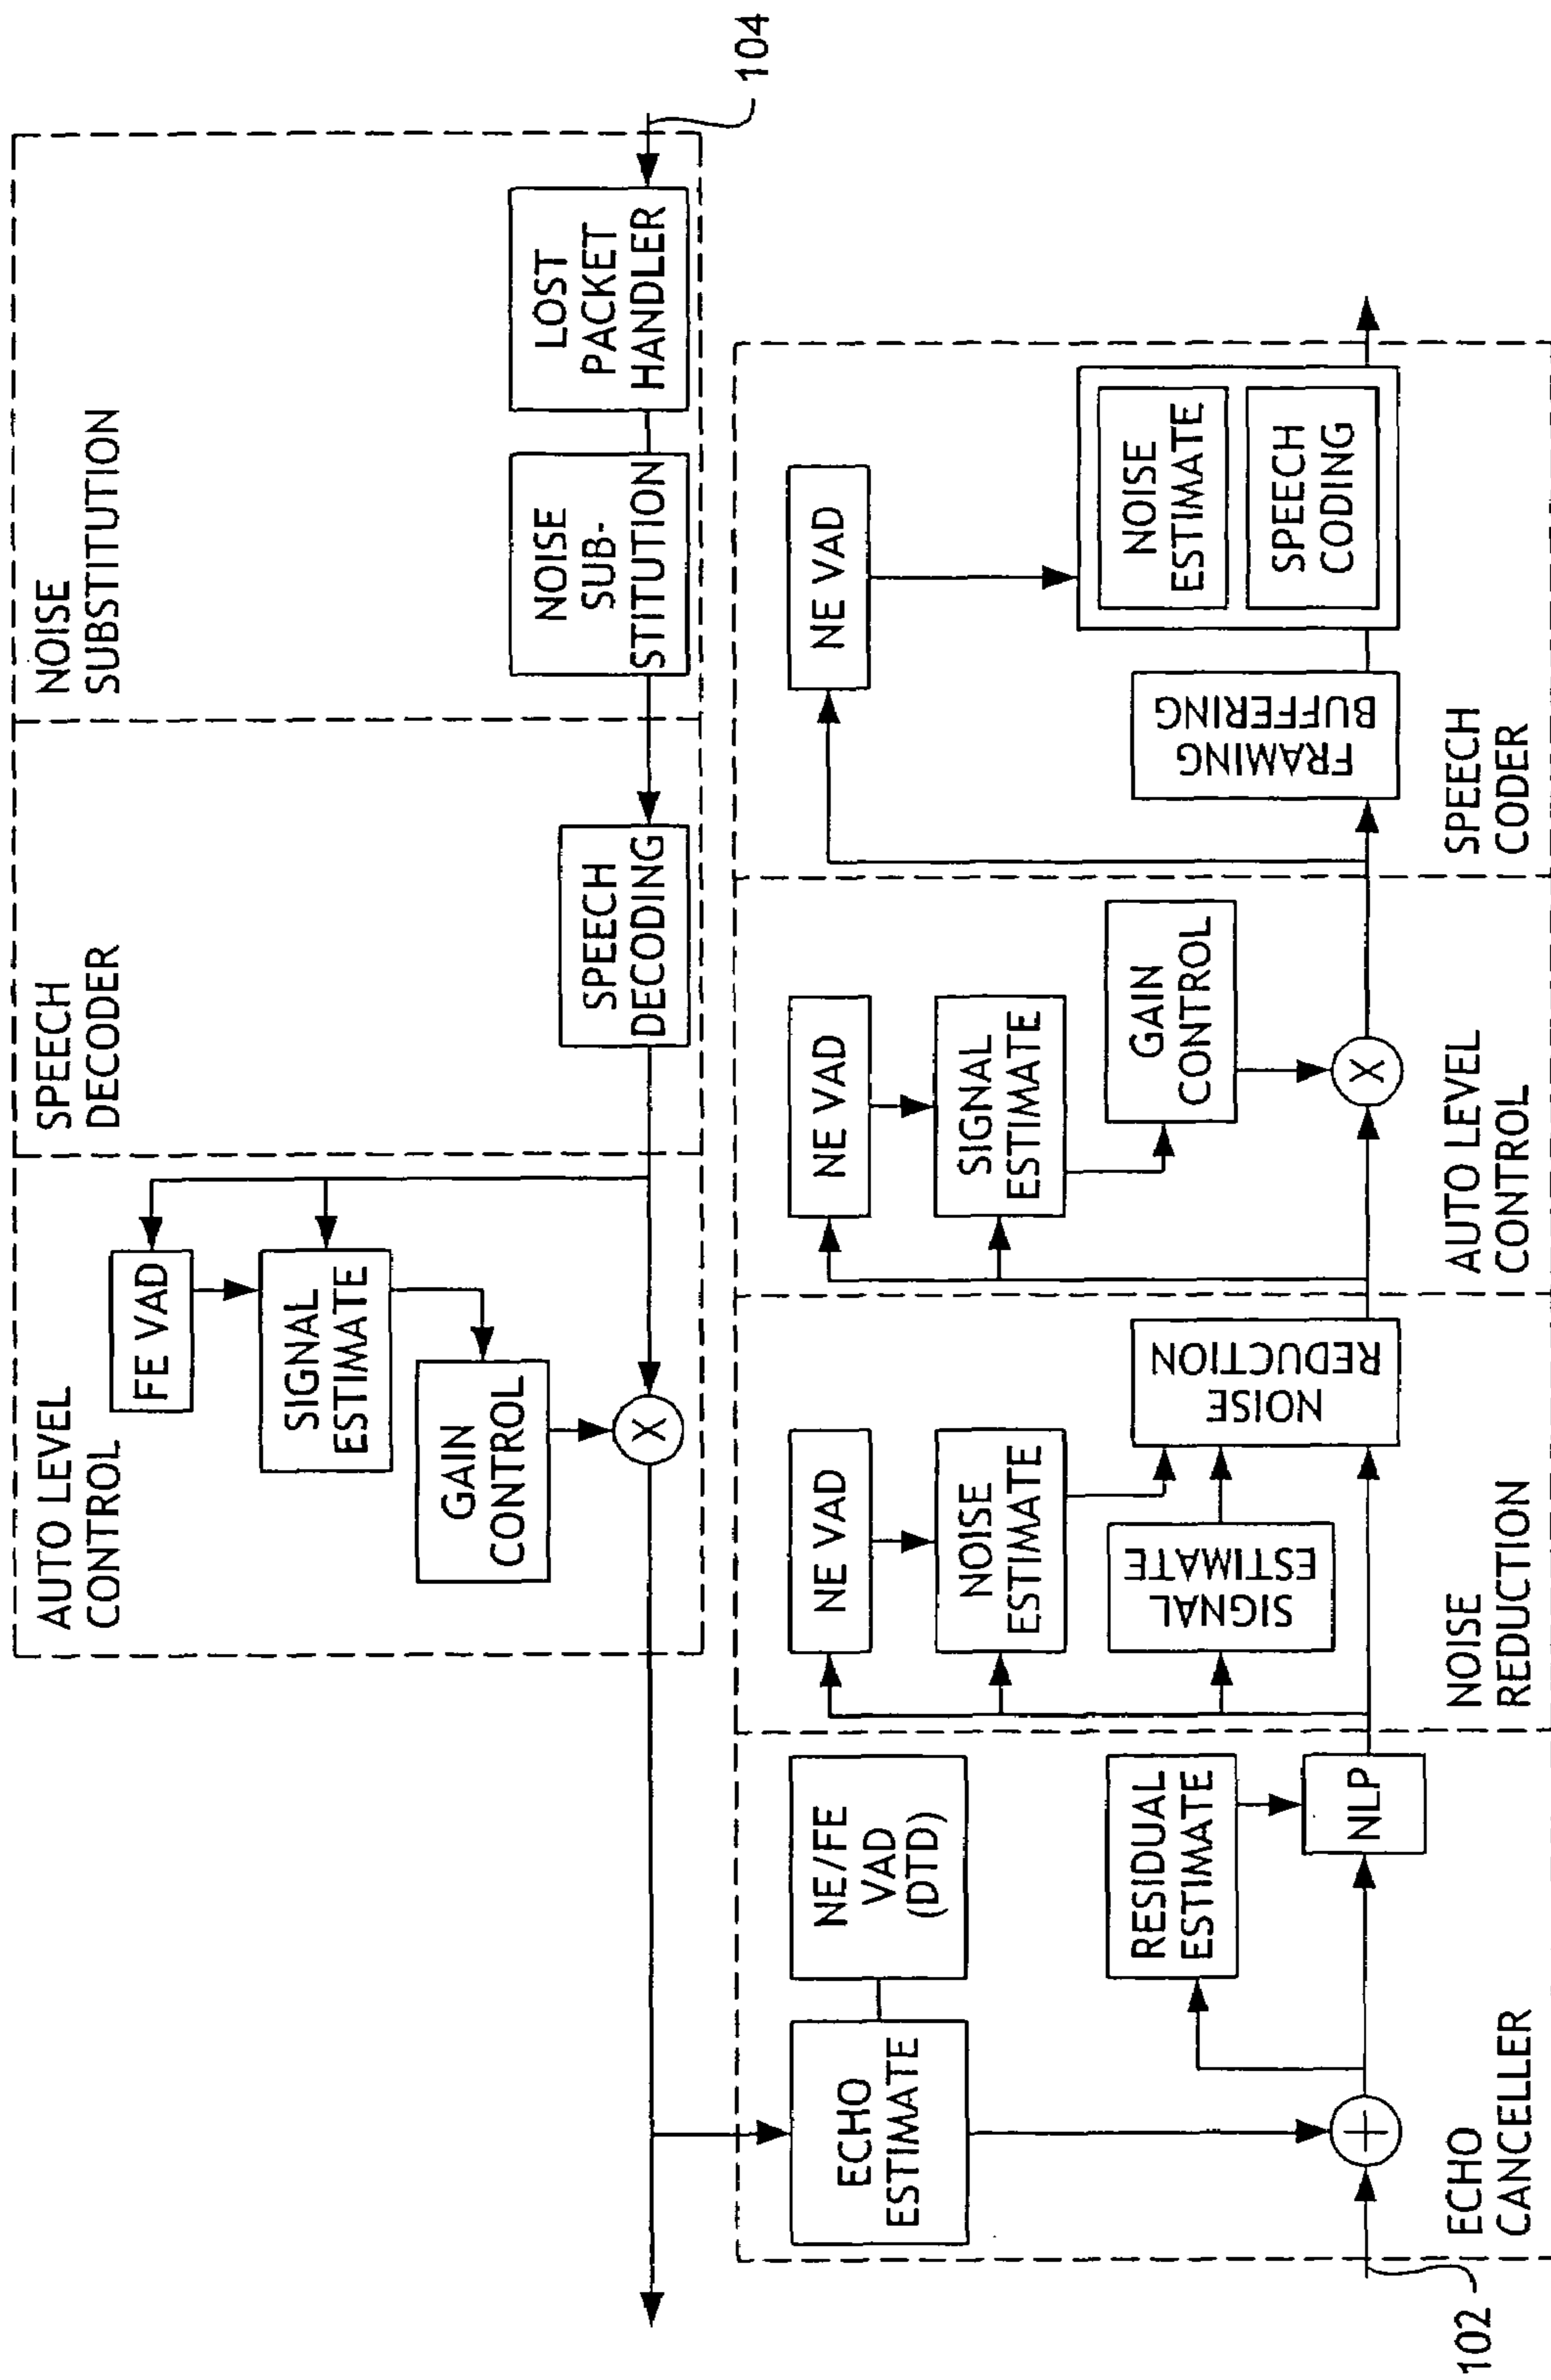 AUTO LEVEL
CONTROL
FE VAD
SIGNAL
ESTIMATE
GAIN
CONTROL
X
SPEECH
DECODER
SPEECH
DECODING
NOISE
SUBSTITUTION
NOISE
SUB-
STITUTION
LOST
PACKET
HANDLER
104
ECHO
ESTIMATE
NE/FE
VAD
(DTD)
RESIDUAL
ESTIMATE
NLP
+
ECHO
CANCELLER
102
NE VAD
NOISE
ESTIMATE
SIGNAL
ESTIMATE
NOISE
REDUCTION
NOISE
REDUCTION
NE VAD
SIGNAL
ESTIMATE
GAIN
CONTROL
X
AUTO LEVEL
CONTROL
NE VAD
FRAMING
BUFFERING
NOISE
ESTIMATE
SPEECH
CODING
SPEECH
CODER